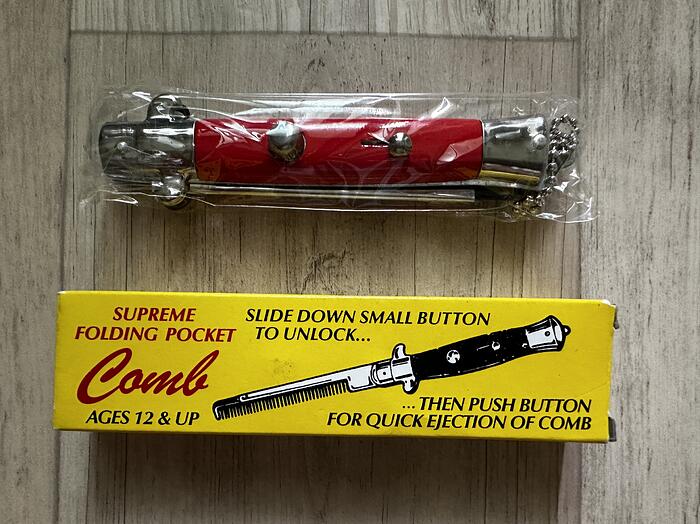 SUPREME
FOLDING POCKET
Comb
AGES 12 & UP
SLIDE DOWN SMALL BUTTON
TO UNLOCK...
...THEN PUSH BUTTON
FOR QUICK EJECTION OF COMB